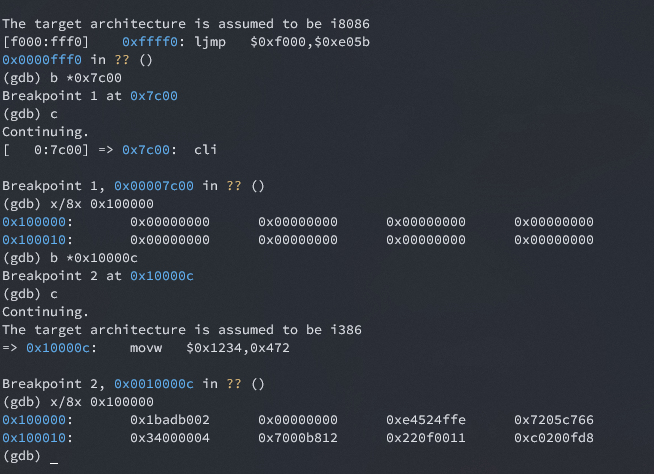 The target architecture is assumed to be i8086
[f000:fff0]    0xffff0: ljmp   $0xf000,$0xe05b
0x0000fff0 in ?? ()
(gdb) b *0x7c00
Breakpoint 1 at 0x7c00
(gdb) c
Continuing.
[   0:7c00] => 0x7c00:  cli

Breakpoint 1, 0x00007c00 in ?? ()
(gdb) x/8x 0x100000
0x100000:       0x00000000      0x00000000      0x00000000      0x00000000
0x100010:       0x00000000      0x00000000      0x00000000      0x00000000
(gdb) b *0x10000c
Breakpoint 2 at 0x10000c
(gdb) c
Continuing.
The target architecture is assumed to be i386
=> 0x10000c:    movw   $0x1234,0x472

Breakpoint 2, 0x0010000c in ?? ()
(gdb) x/8x 0x100000
0x100000:       0x1badb002      0x00000000      0xe4524ffe      0x7205c766
0x100010:       0x34000004      0x7000b812      0x220f0011      0xc0200fd8
(gdb) _